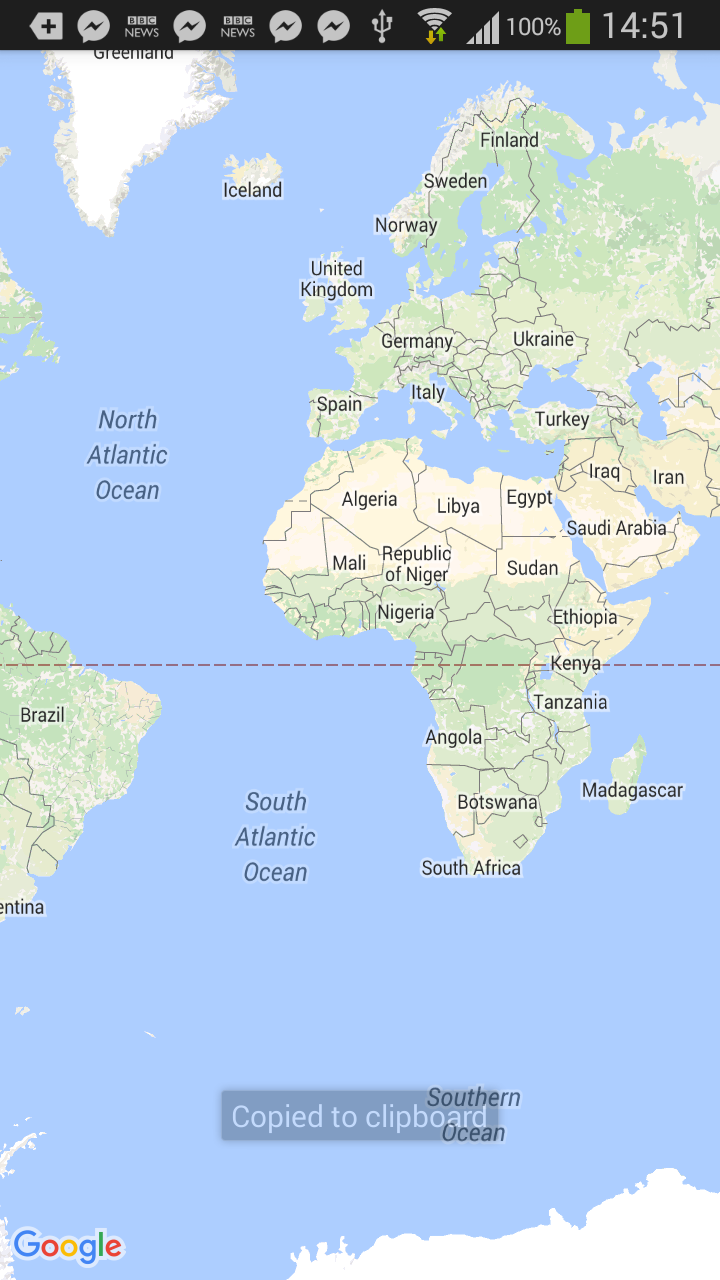 BBC
NEWS
BBC
NEWS
100%
14:51
Greenland
Finland
Iceland
Sweden
Norway
United
Kingdom
Germany
Ukraine
Italy
Spain
Turkey
North
Atlantic
Ocean
Iraq
Iran
Algeria
Libya
Egypt
Saudi Arabia
Mali
Republic
of Niger
Sudan
Nigeria
Ethiopia
Kenya
Tanzania
Brazil
Angola
Madagascar
Botswana
South
Atlantic
Ocean
South Africa
entina
Southern
Ocean
Copied to clipboard
Google